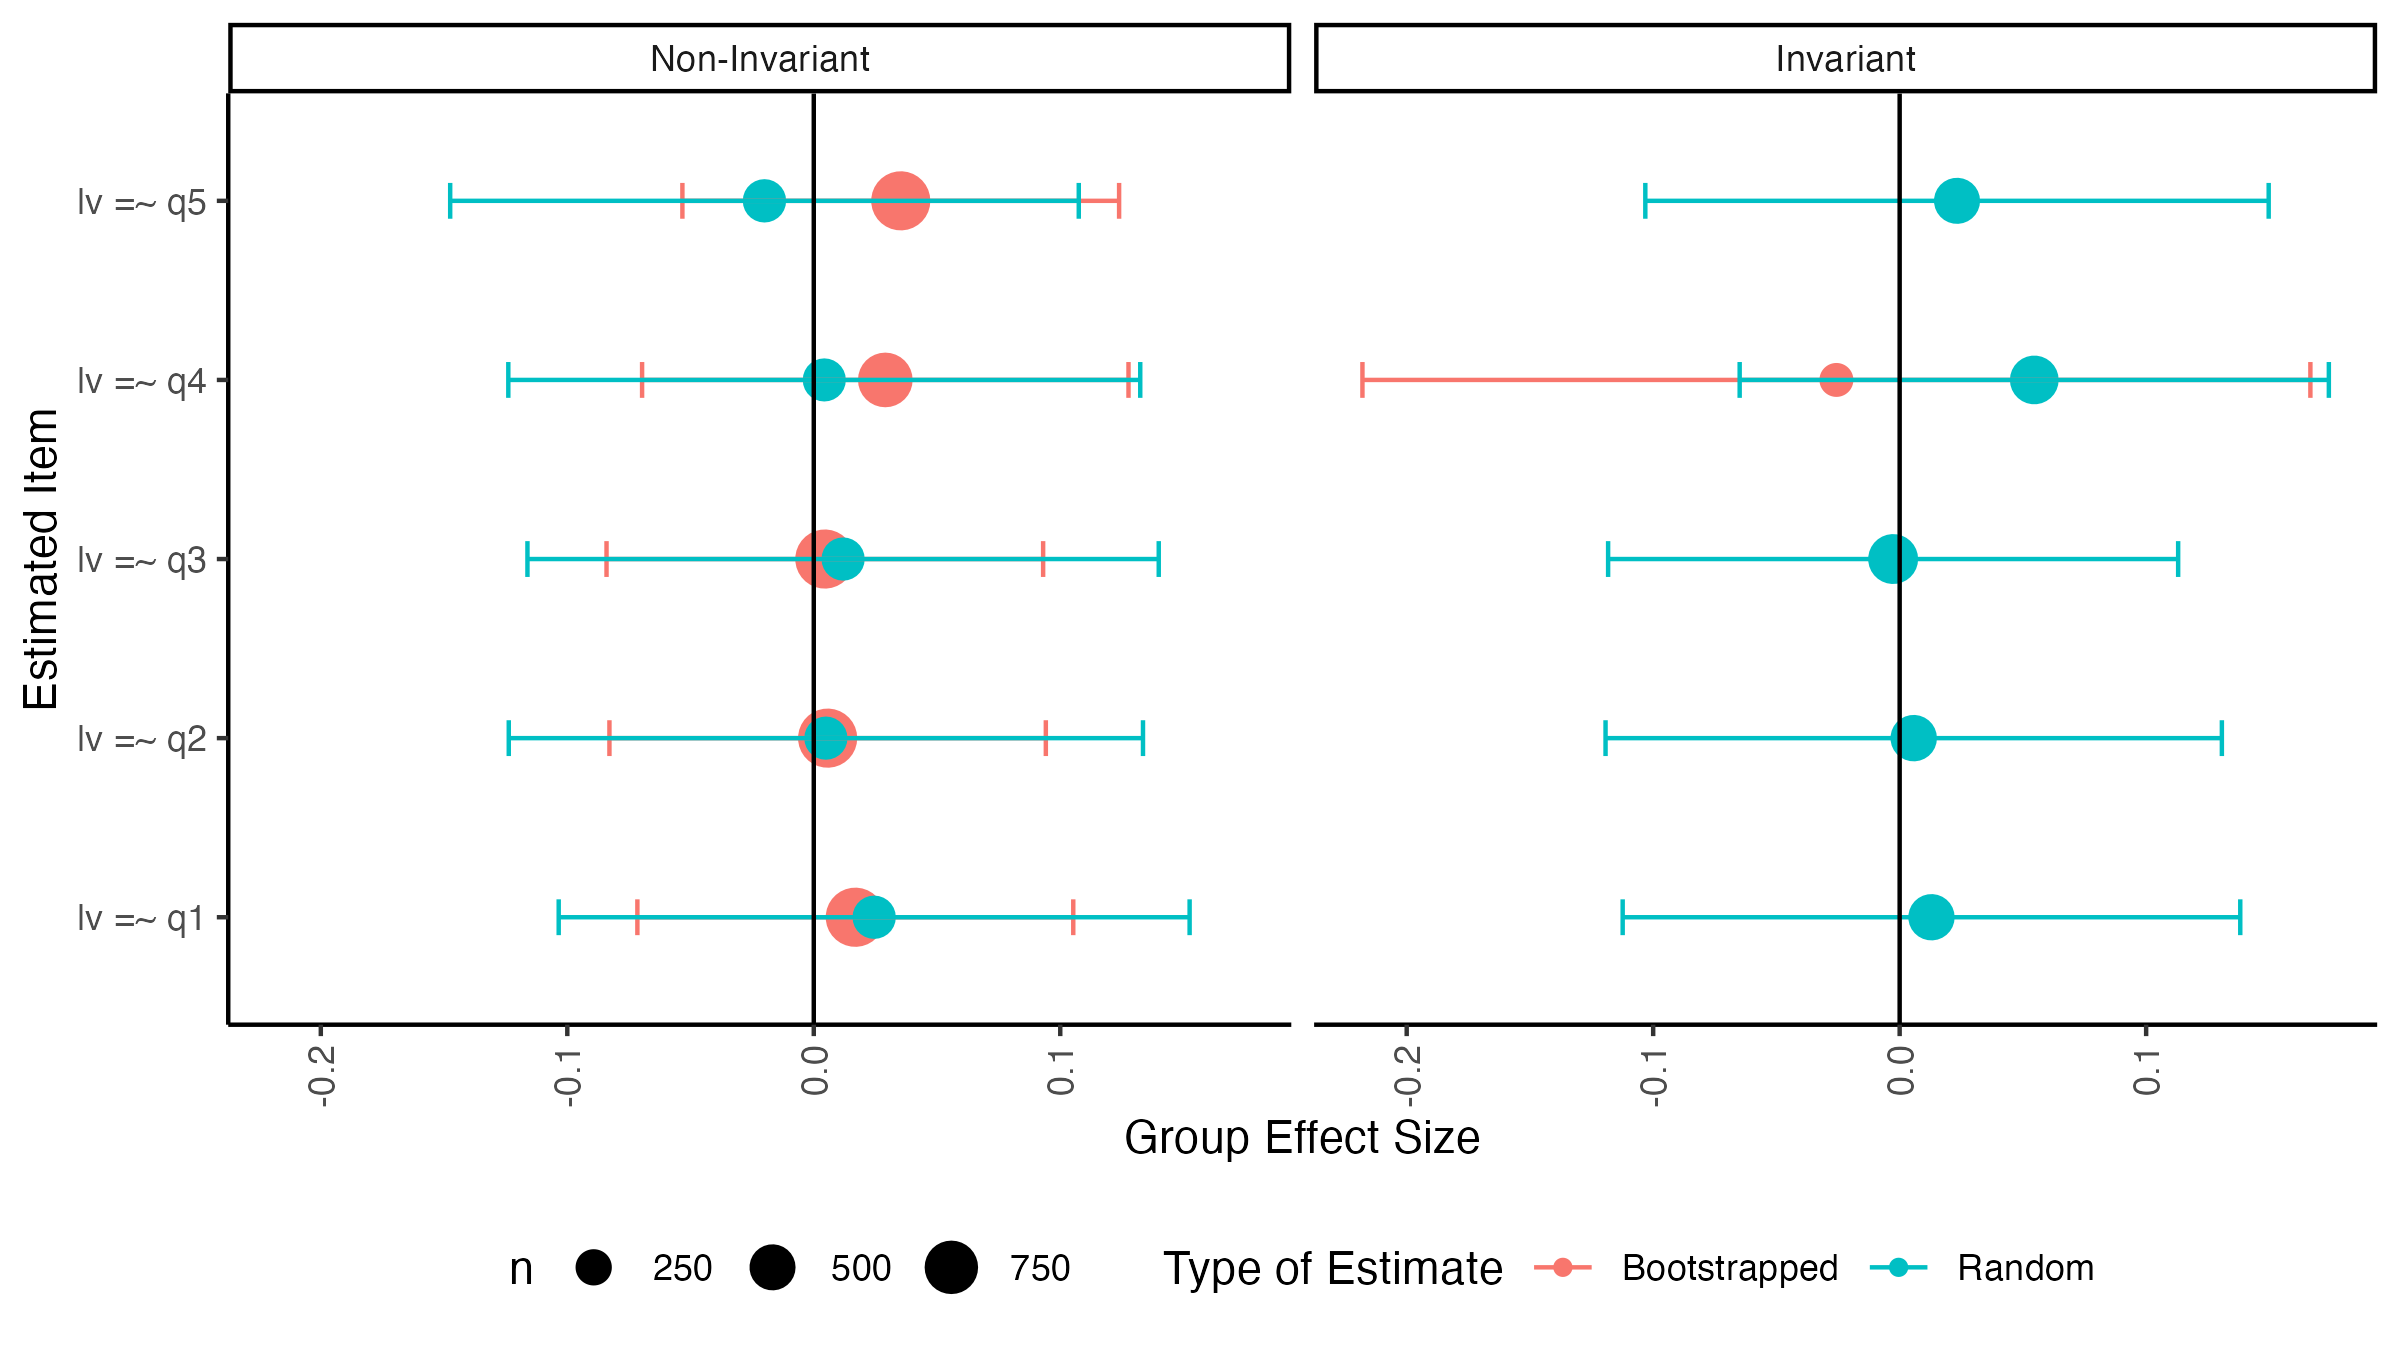 Non-Invariant
Invariant
Estimated Item
lv =~ q5
lv =~ q4
lv =~ q3
lv =~ q2
lv =~ q1
-0.2
-0.1
0.0
0.1
-0.2
-0.1
0.0
0.1
Group Effect Size
n 250 500 750 Type of Estimate Bootstrapped Random